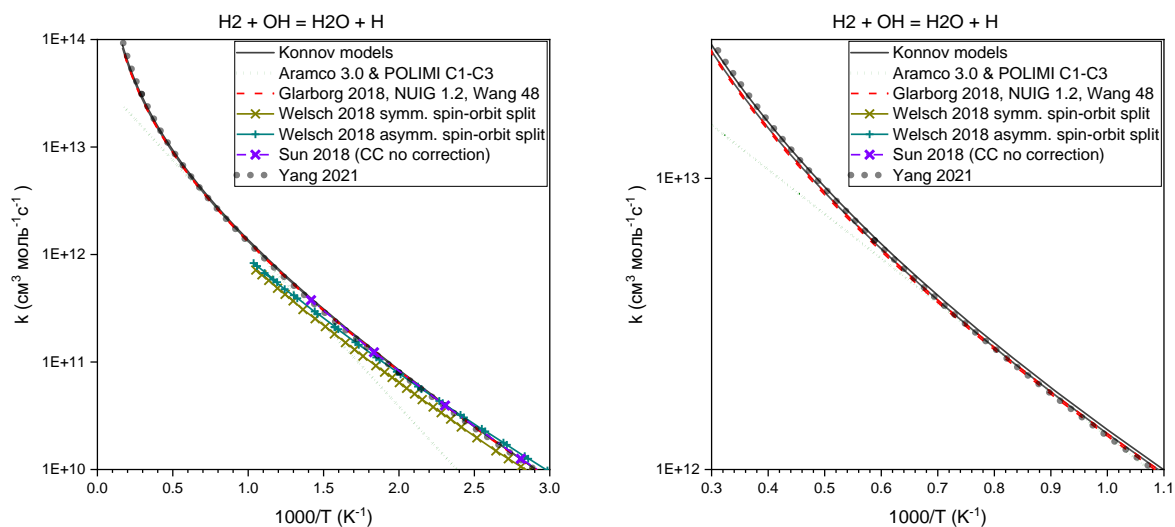 H2 + OH = H2O + H
1E+14
1E+13
1E+12
1E+11
1E+10
k (см³ моль⁻¹с⁻¹)
0.0 0.5 1.0 1.5 2.0 2.5 3.0
1000/T (K⁻¹)
Konnov models
Aramco 3.0 & POLIMI C1-C3
Glarborg 2018, NUIG 1.2, Wang 48
Welsch 2018 symm. spin-orbit split
Welsch 2018 asymm. spin-orbit split
Sun 2018 (CC no correction)
Yang 2021
H2 + OH = H2O + H
1E+13
1E+12
k (см³ моль⁻¹с⁻¹)
0.3 0.4 0.5 0.6 0.7 0.8 0.9 1.0 1.1
1000/T (K⁻¹)
Konnov models
Aramco 3.0 & POLIMI C1-C3
Glarborg 2018, NUIG 1.2, Wang 48
Welsch 2018 symm. spin-orbit split
Welsch 2018 asymm. spin-orbit split
Sun 2018 (CC no correction)
Yang 2021